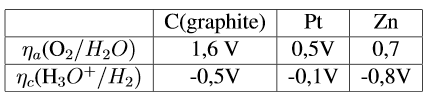 C(graphite) Pt Zn
ηa(O2/H2O) 1,6 V 0,5V 0,7
ηc(H3O+/H2) -0,5V -0,1V -0,8V